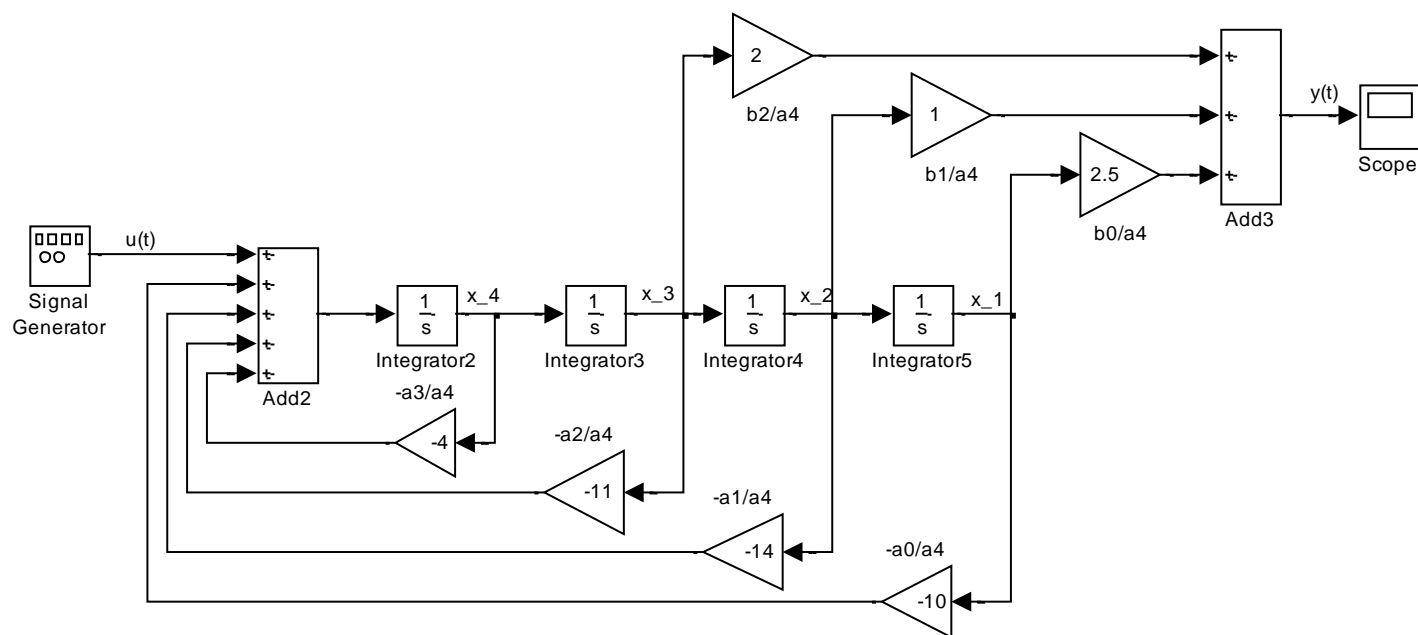 2
b2/a4
1
b1/a4
2.5
b0/a4
+
+
+
Add3
y(t)
Scope
Signal
Generator
u(t)
+
+
+
+
+
Add2
1
s
Integrator2
x_4
1
s
Integrator3
x_3
1
s
Integrator4
x_2
1
s
Integrator5
x_1
-a3/a4
-4
-a2/a4
-11
-a1/a4
-14
-a0/a4
-10